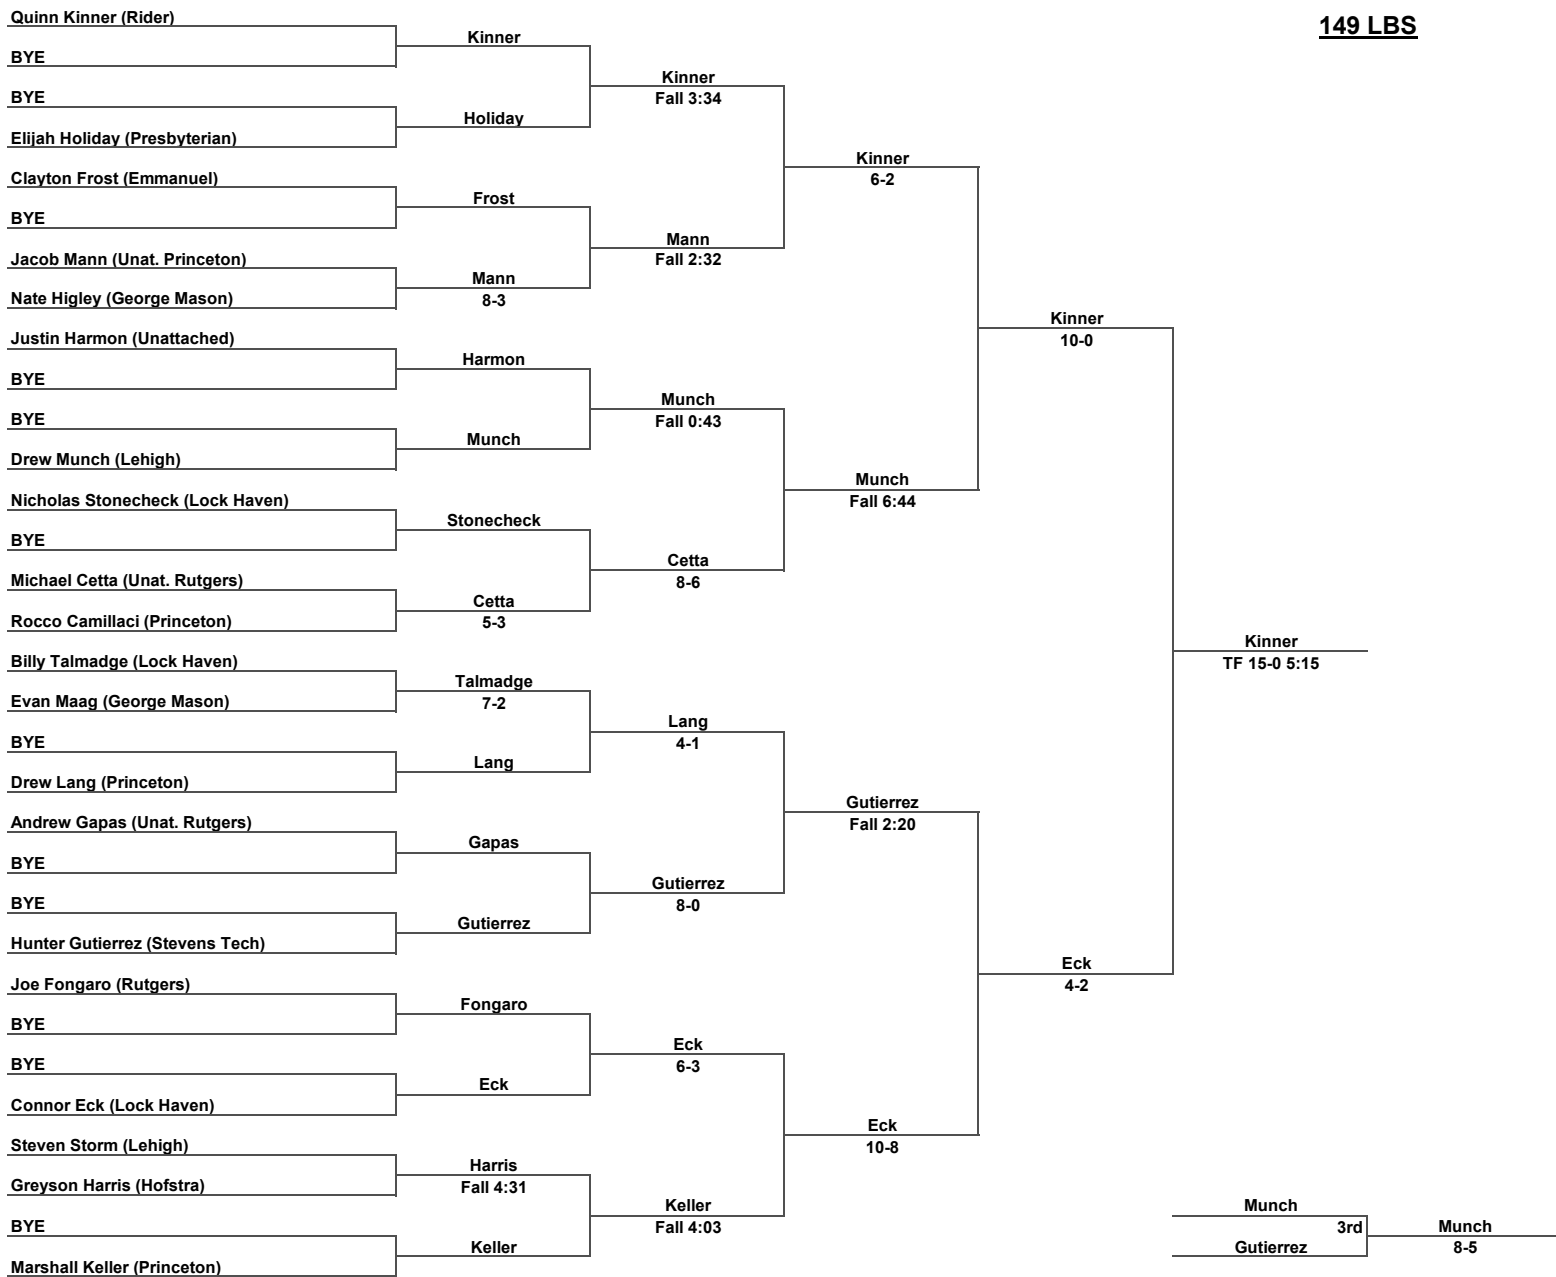 149 LBS
Quinn Kinner (Rider)
BYE
BYE
Elijah Holiday (Presbyterian)
Clayton Frost (Emmanuel)
BYE
Jacob Mann (Unat. Princeton)
Nate Higley (George Mason)
Justin Harmon (Unattached)
BYE
BYE
Drew Munch (Lehigh)
Nicholas Stonecheck (Lock Haven)
BYE
Michael Cetta (Unat. Rutgers)
Rocco Camillaci (Princeton)
Billy Talmadge (Lock Haven)
Evan Maag (George Mason)
BYE
Drew Lang (Princeton)
Andrew Gapas (Unat. Rutgers)
BYE
BYE
Hunter Gutierrez (Stevens Tech)
Joe Fongaro (Rutgers)
BYE
BYE
Connor Eck (Lock Haven)
Steven Storm (Lehigh)
Greyson Harris (Hofstra)
BYE
Marshall Keller (Princeton)
Kinner
Holiday
Frost
Mann
8-3
Harmon
Munch
Stonecheck
Cetta
5-3
Talmadge
7-2
Lang
Gapas
Gutierrez
Fongaro
Eck
Harris
Fall 4:31
Keller
Kinner
Fall 3:34
Mann
Fall 2:32
Munch
Fall 0:43
Cetta
8-6
Lang
4-1
Gutierrez
8-0
Eck
6-3
Keller
Fall 4:03
Kinner
6-2
Munch
Fall 6:44
Gutierrez
Fall 2:20
Eck
10-8
Kinner
10-0
Eck
4-2
Kinner
TF 15-0 5:15
Munch
3rd
Gutierrez
Munch
8-5